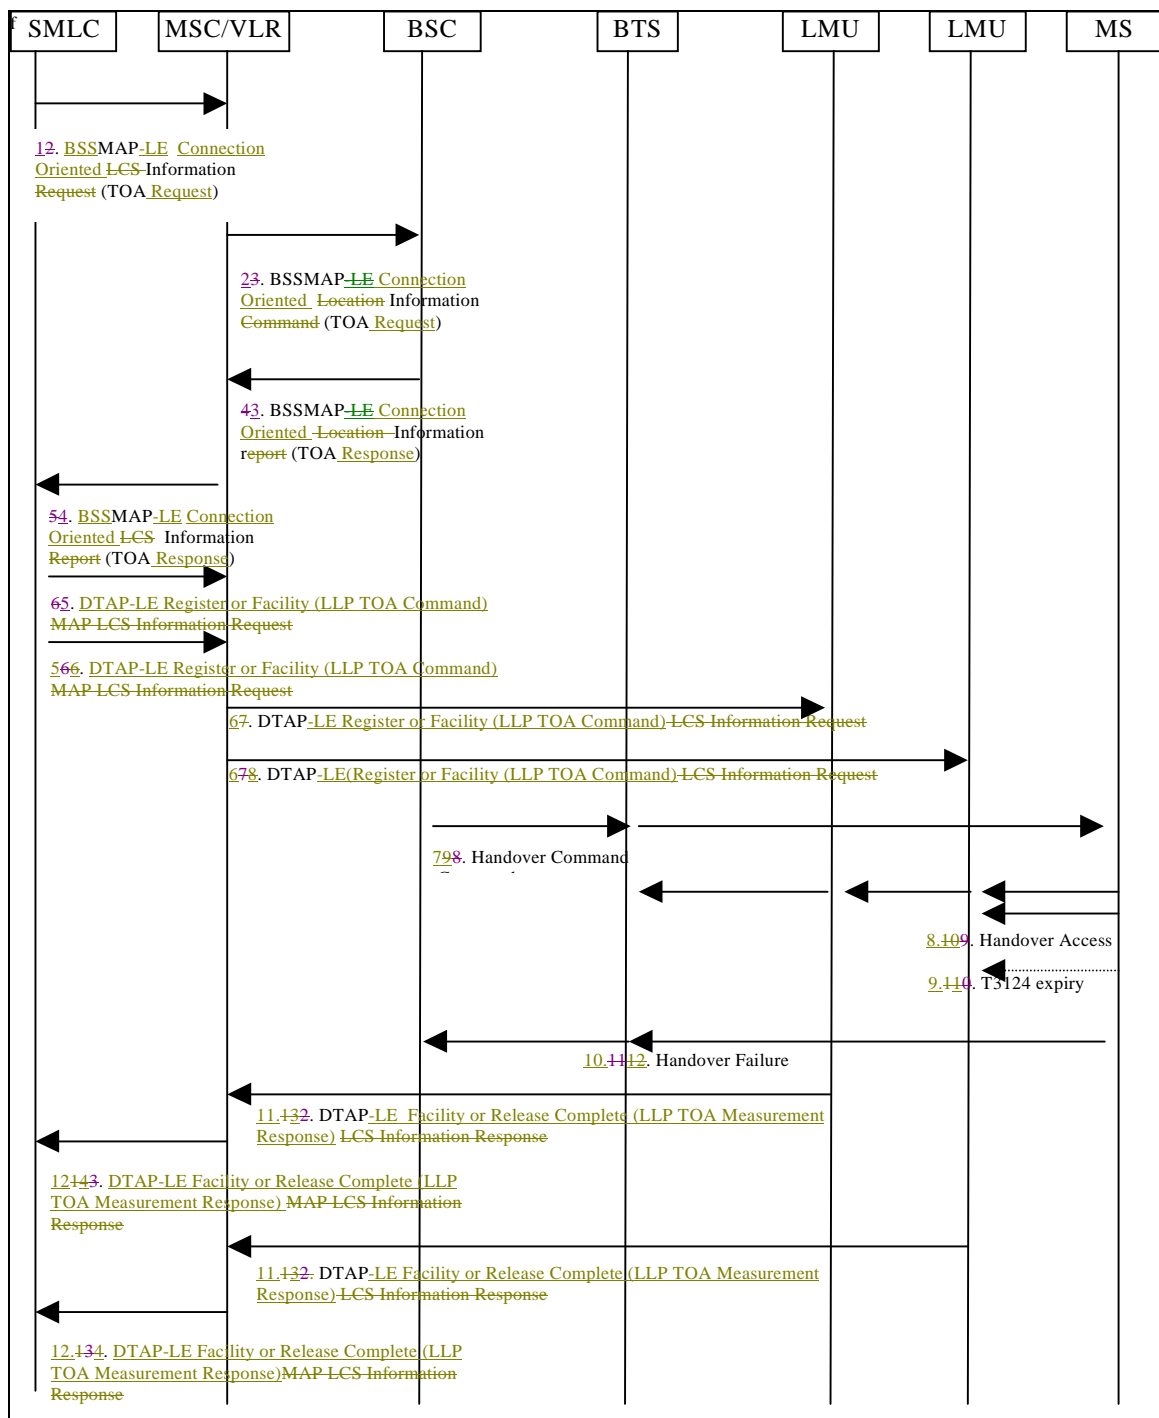 f
SMLC MSC/VLR BSC BTS LMU LMU MS
12. BSSMAP-LE Connection
Oriented LCS Information
Request (TOA Request)
23. BSSMAP-LE Connection
Oriented Location Information
Command (TOA Request)
43. BSSMAP-LE Connection
Oriented Location Information
report (TOA Response)
54. BSSMAP-LE Connection
Oriented LCS Information
Report (TOA Response)
65. DTAP-LE Register or Facility (LLP TOA Command)
MAP LCS Information Request
566. DTAP-LE Register or Facility (LLP TOA Command)
MAP LCS Information Request
67. DTAP-LE Register or Facility (LLP TOA Command) LCS Information Request
678. DTAP-LE(Register or Facility (LLP TOA Command) LCS Information Request
798. Handover Command
8.109. Handover Access
9.110. T3124 expiry
10.1112. Handover Failure
11.132. DTAP-LE Facility or Release Complete (LLP TOA Measurement
Response) LCS Information Response
12143. DTAP-LE Facility or Release Complete (LLP
TOA Measurement Response) MAP LCS Information
Response
11.132. DTAP-LE Facility or Release Complete (LLP TOA Measurement
Response) LCS Information Response
12.134. DTAP-LE Facility or Release Complete (LLP
TOA Measurement Response)MAP LCS Information
Response